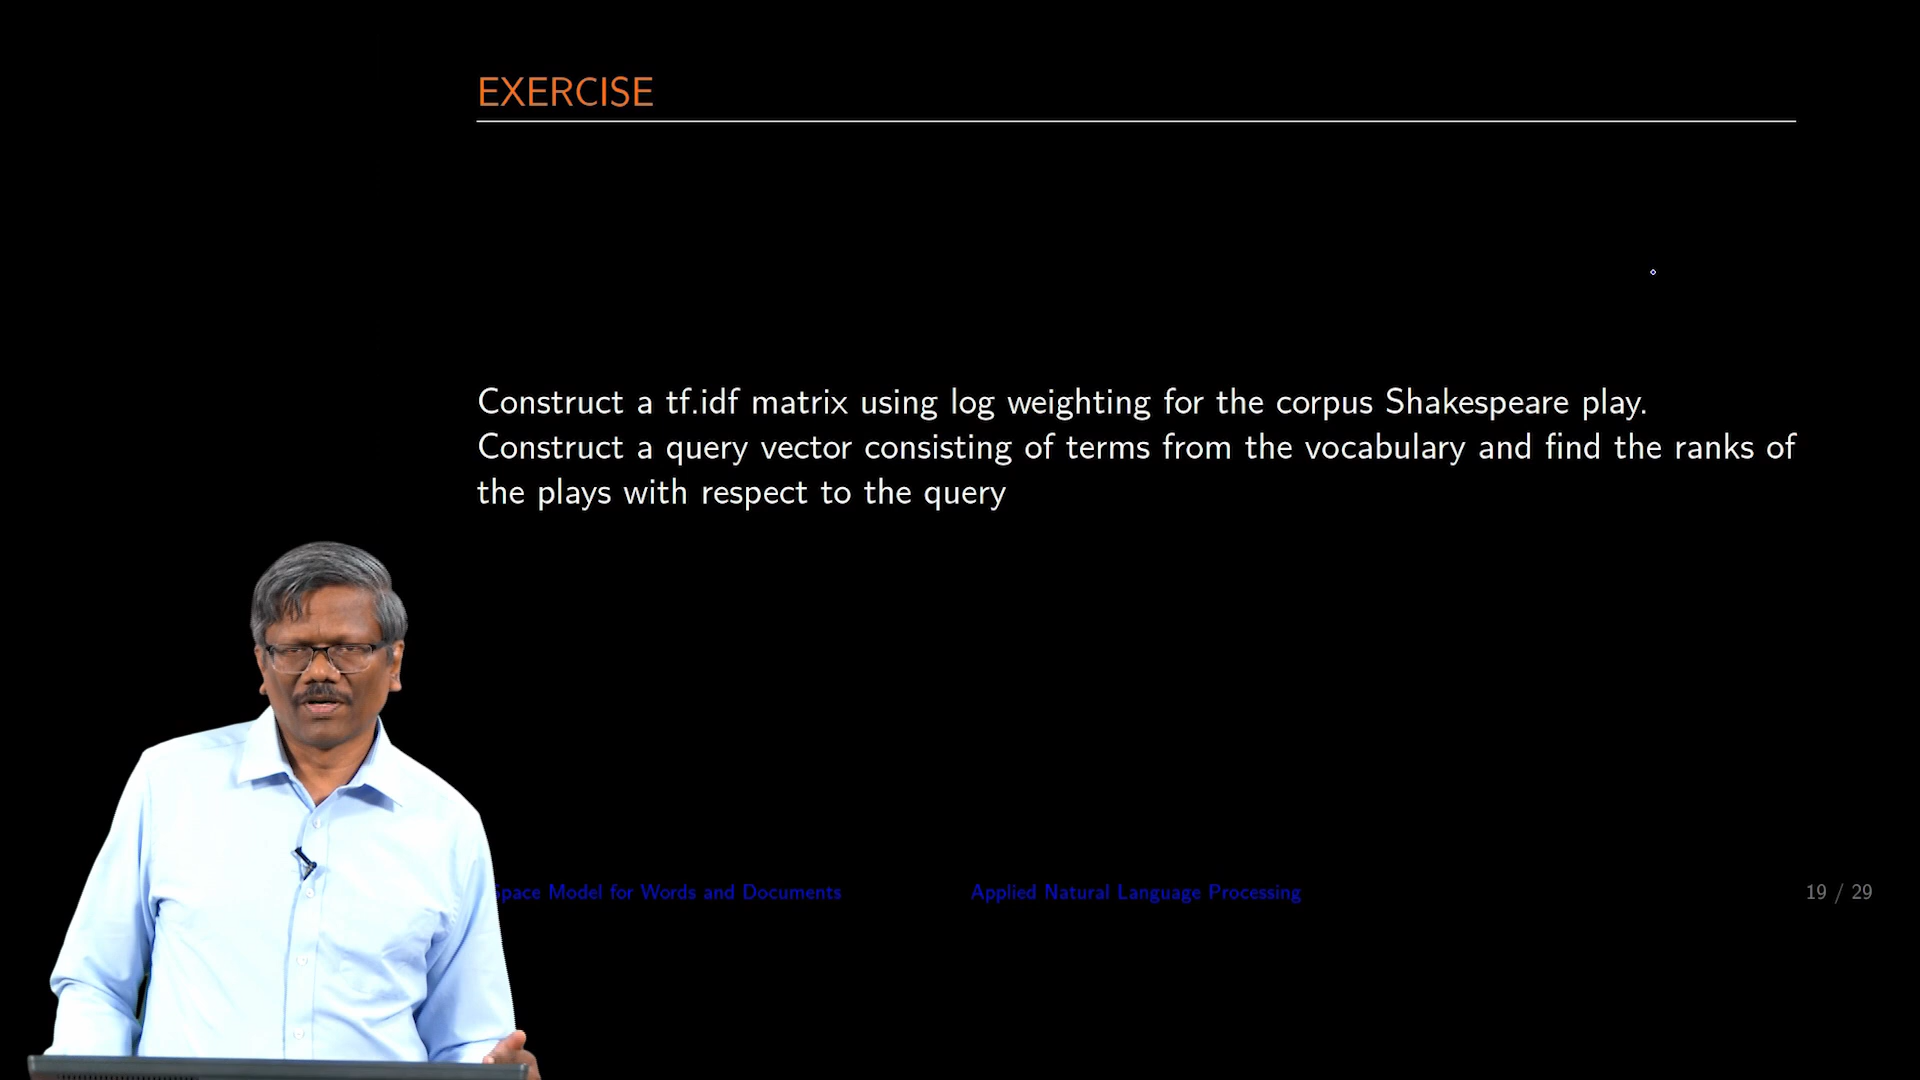 EXERCISE
Construct a tf.idf matrix using log weighting for the corpus Shakespeare play.
Construct a query vector consisting of terms from the vocabulary and find the ranks of
the plays with respect to the query
Space Model for Words and Documents
Applied Natural Language Processing
19 / 29